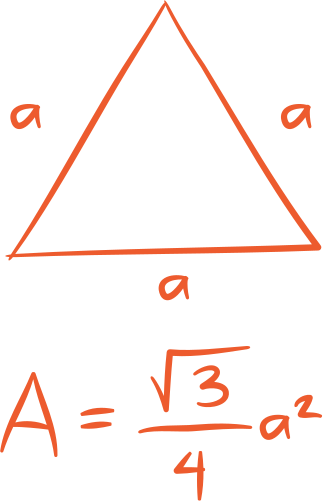 a a
a
A = √3/4 a²